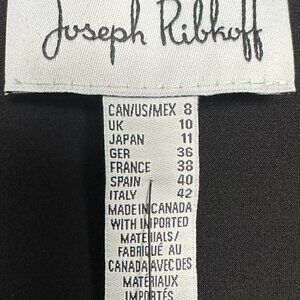 Joseph Ribkoff
CAN/US/MEX 8
UK 10
JAPAN 11
GER 36
FRANCE 38
SPAIN 40
ITALY 42
MADE IN CANADA
WITH IMPORTED
MATERIALS/
FABRIQUÉ AU
CANADA AVEC DES
MATÉRIAUX
IMPORTÉS